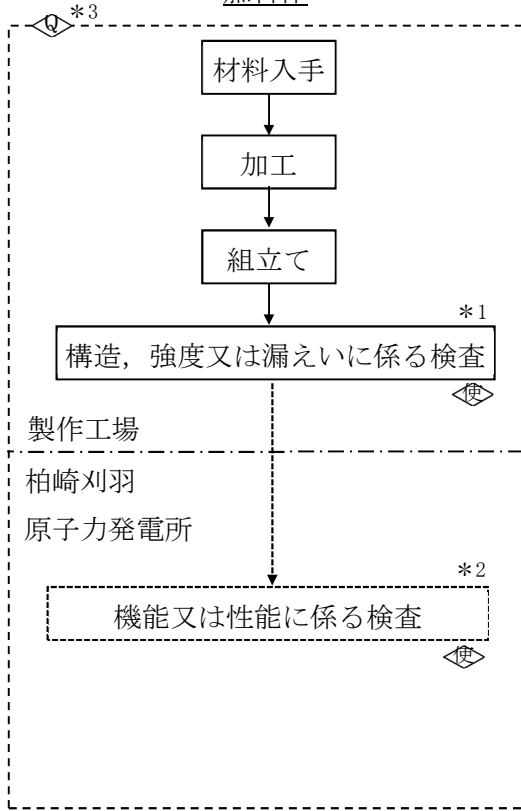 Q *3
材料入手
加工
組立て
*1
構造，強度又は漏えいに係る検査
使
製作工場
柏崎刈羽
原子力発電所
*2
機能又は性能に係る検査
使